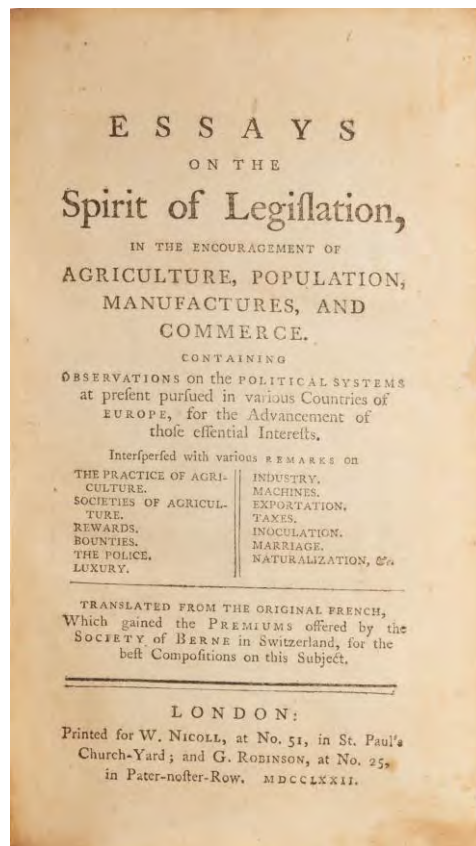 ESSAYS
ON THE
Spirit of Legiſlation,
IN THE ENCOURAGEMENT OF
AGRICULTURE, POPULATION,
MANUFACTURES, AND
COMMERCE.
CONTAINING
OBSERVATIONS on the POLITICAL SYSTEMS
at preſent purſued in various Countries of
EUROPE, for the Advancement of
thoſe eſſential Intereſts.
Interſperſed with various REMARKS on
THE PRACTICE OF AGRI-
CULTURE.
SOCIETIES OF AGRICUL-
TURE.
REWARDS.
BOUNTIES.
THE POLICE.
LUXURY.
INDUSTRY.
MACHINES.
EXPORTATION.
TAXES.
INOCULATION.
MARRIAGE.
NATURALIZATION, &c.
TRANSLATED FROM THE ORIGINAL FRENCH,
Which gained the PREMIUMS offered by the
SOCIETY of BERNE in Switzerland, for the
beſt Compoſitions on this Subject.
LONDON:
Printed for W. NICOLL, at No. 51, in St. Paul's
Church-Yard; and G. ROBINSON, at No. 25,
in Pater-noſter-Row. MDCCLXXII.